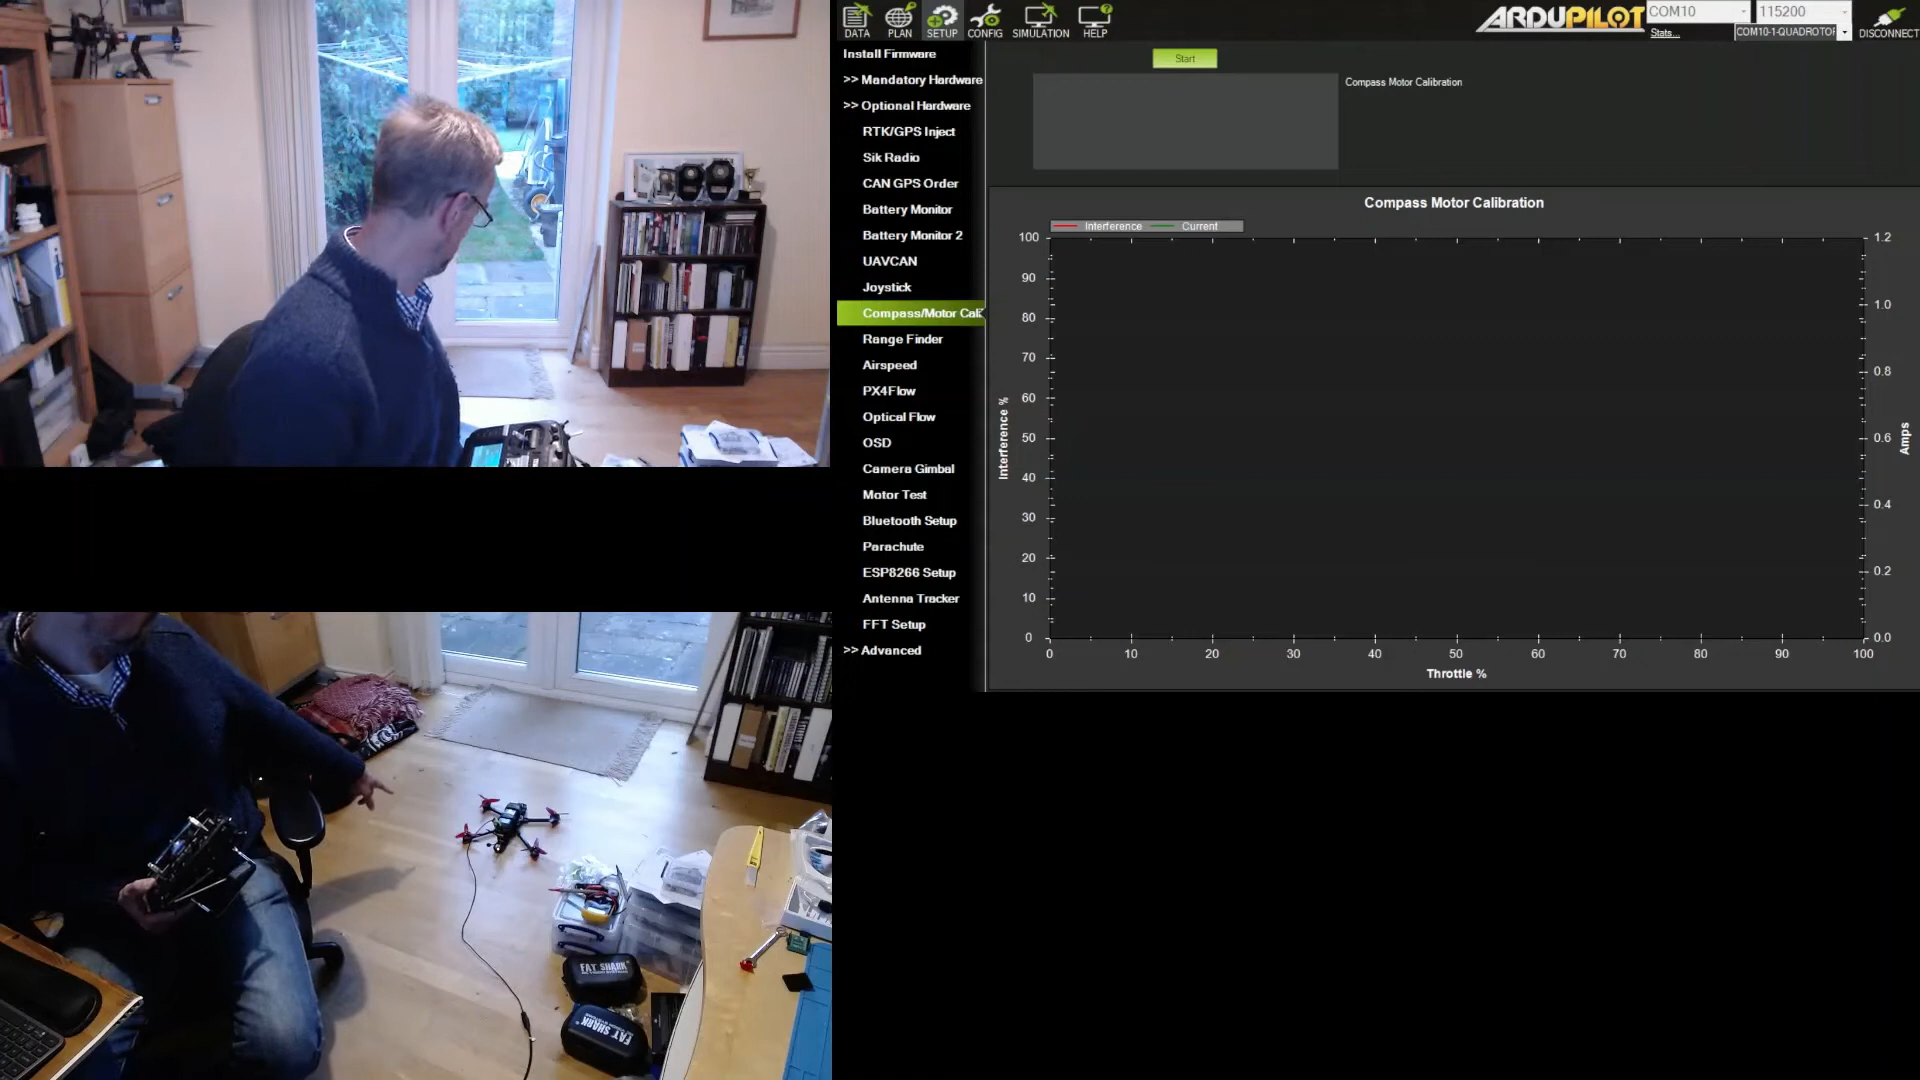 DATA
PLAN
SETUP
CONFIG
SIMULATION
HELP
ARDUPILOT
COM10
115200
Stats...
COM10-1-QUADROTOR
DISCONNECT
Install Firmware
>> Mandatory Hardware
>> Optional Hardware
RTK/GPS Inject
Sik Radio
CAN GPS Order
Battery Monitor
Battery Monitor 2
UAVCAN
Joystick
Compass/Motor Cali
Range Finder
Airspeed
PX4Flow
Optical Flow
OSD
Camera Gimbal
Motor Test
Bluetooth Setup
Parachute
ESP8266 Setup
Antenna Tracker
FFT Setup
>> Advanced
Start
Compass Motor Calibration
Compass Motor Calibration
Interference
Current
100
90
80
70
60
50
40
30
20
10
0
Interference %
1.2
1.0
0.8
0.6
0.4
0.2
0.0
Amps
0 10 20 30 40 50 60 70 80 90 100
Throttle %
FAT SHARK
FAT SHARK